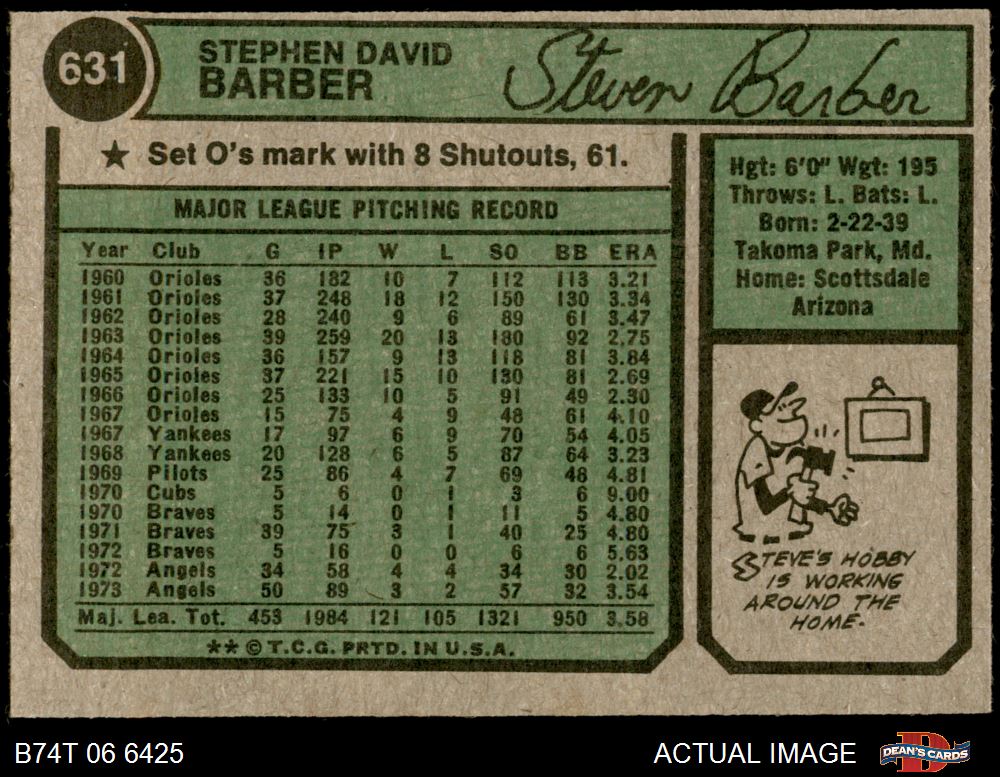 631
STEPHEN DAVID
BARBER
Steven Barber
★ Set O's mark with 8 Shutouts, 61.
MAJOR LEAGUE PITCHING RECORD
Year Club G IP W L SO BB ERA
1960 Orioles 36 182 10 7 112 113 3.21
1961 Orioles 37 248 18 12 150 130 3.34
1962 Orioles 28 240 9 6 89 61 3.47
1963 Orioles 39 259 20 13 180 92 2.75
1964 Orioles 36 157 9 13 118 81 3.84
1965 Orioles 37 221 15 10 130 81 2.69
1966 Orioles 25 133 10 5 91 49 2.30
1967 Orioles 15 75 4 9 48 61 4.10
1967 Yankees 17 97 6 9 70 54 4.05
1968 Yankees 20 128 6 5 87 64 3.23
1969 Pilots 25 86 4 7 69 48 4.81
1970 Cubs 5 6 0 1 3 6 9.00
1970 Braves 5 14 0 1 11 5 4.80
1971 Braves 39 75 3 1 40 25 4.80
1972 Braves 5 16 0 0 6 6 5.63
1972 Angels 34 58 4 4 34 30 2.02
1973 Angels 50 89 3 2 57 32 3.54
Maj. Lea. Tot. 453 1984 121 105 1321 950 3.58
** © T.C.G. PRTD. IN U.S.A.
Hgt: 6'0" Wgt: 195
Throws: L. Bats: L.
Born: 2-22-39
Takoma Park, Md.
Home: Scottsdale
Arizona
STEVE'S HOBBY
IS WORKING
AROUND THE
HOME.
B74T 06 6425
ACTUAL IMAGE
DEAN'S CARDS